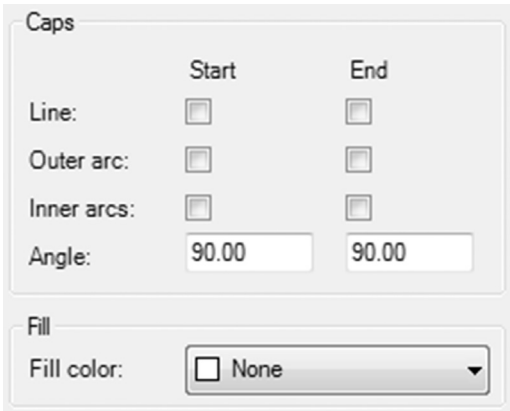 Caps
Start End
Line:
Outer arc:
Inner arcs:
Angle: 90.00 90.00
Fill
Fill color: None